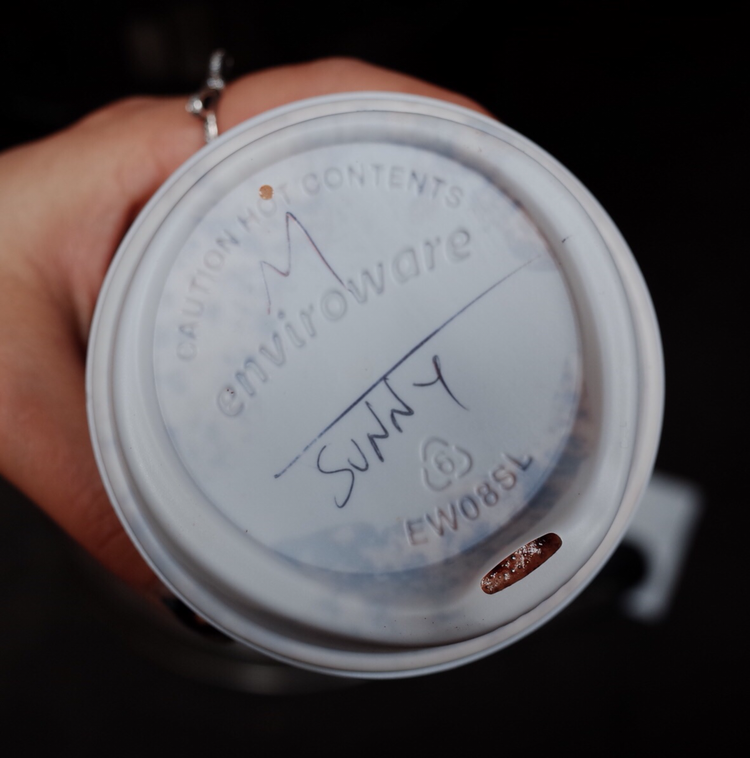 CAUTION HOT CONTENTS
M
enviroware
SUNNY
6
EW08SL